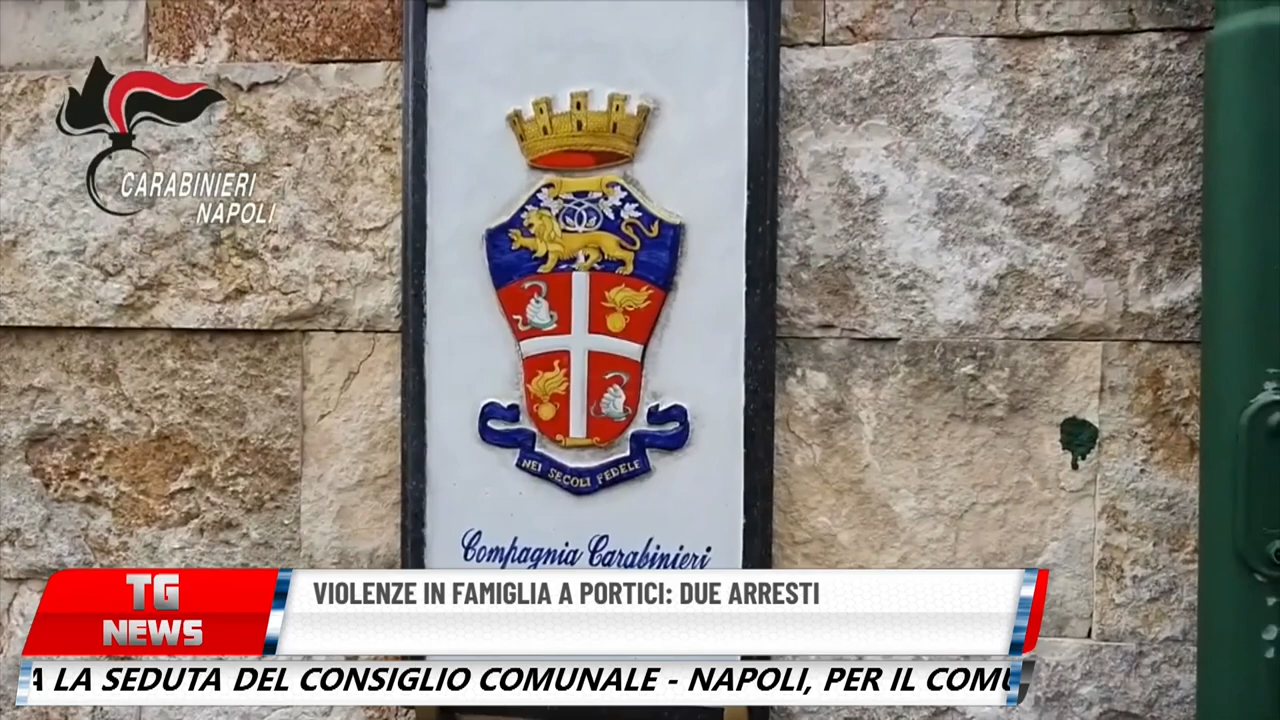 CARABINIERI
NAPOLI
NEI SECOLI FEDELE
Compagnia Carabinieri
TG
NEWS
VIOLENZE IN FAMIGLIA A PORTICI: DUE ARRESTI
A LA SEDUTA DEL CONSIGLIO COMUNALE - NAPOLI, PER IL COMU